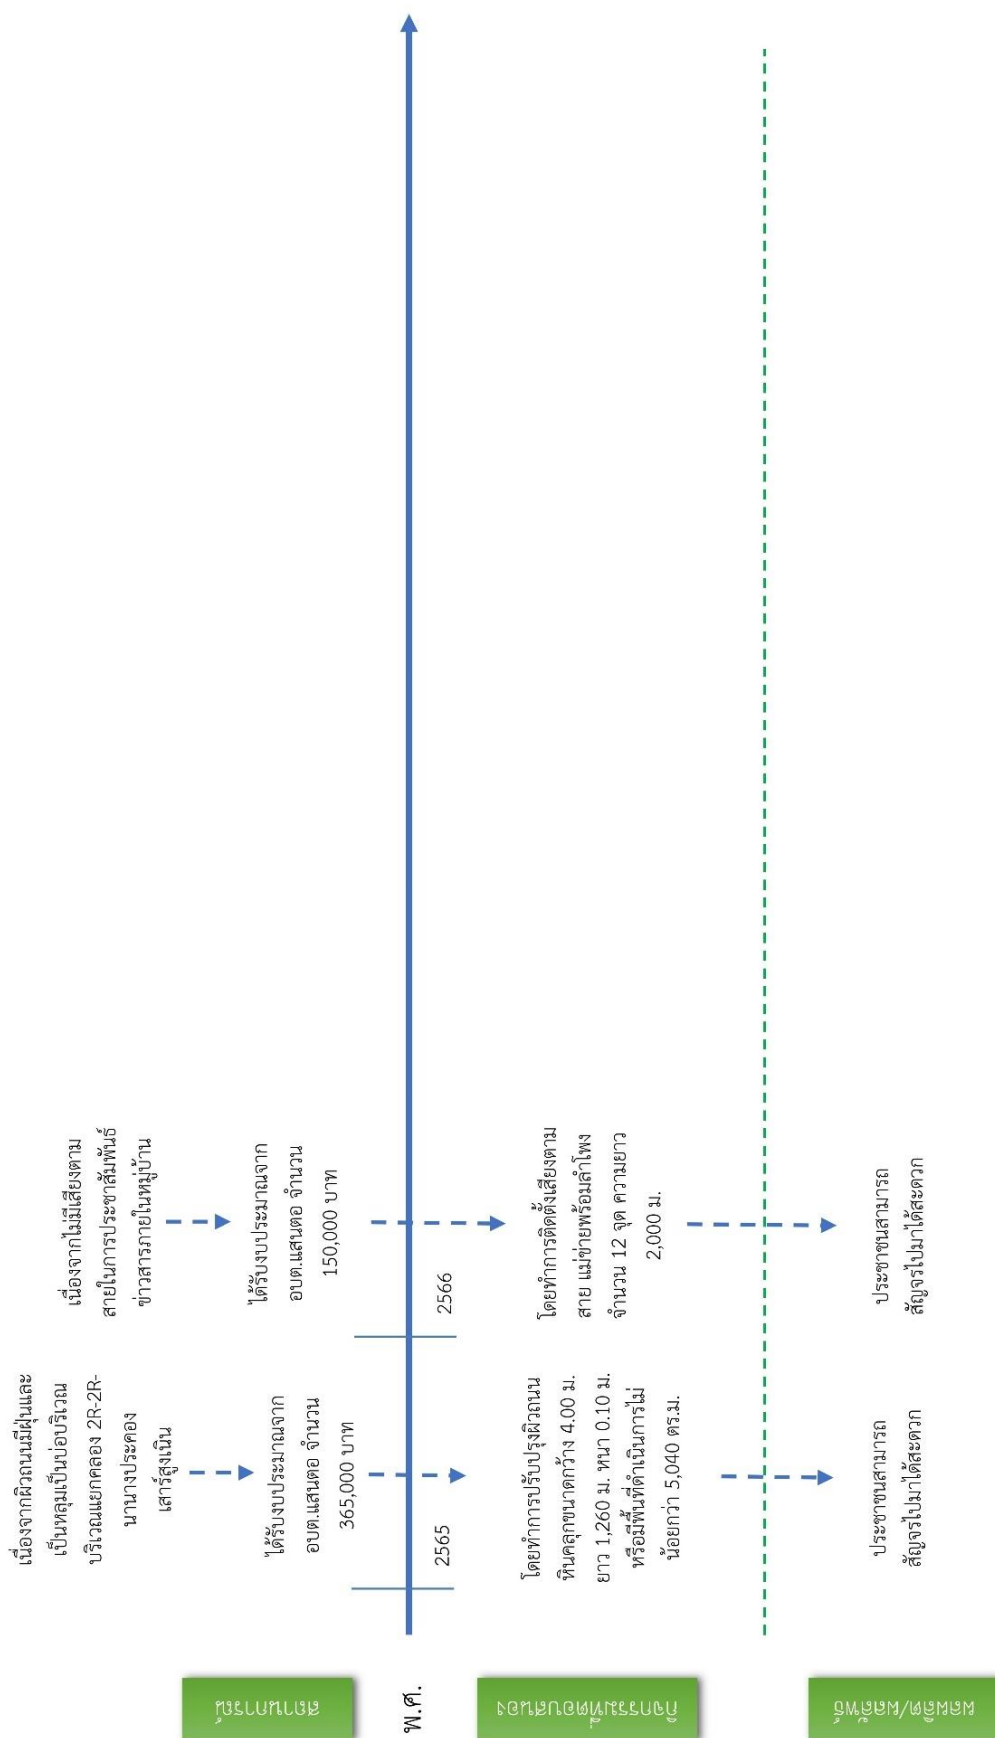 สถานการณ์
เนื่องจากผิวถนนมีฝุ่นและ
เป็นหลุมเป็นบ่อบริเวณ
บริเวณแยกคลอง 2R-2R-
นานางประคอง
เสาร์สูงเนิน
ได้รับงบประมาณจาก
อบต.แสนตอ จำนวน
365,000 บาท
เนื่องจากไม่มีเสียงตาม
สายในการประชาสัมพันธ์
ข่าวสารภายในหมู่บ้าน
ได้รับงบประมาณจาก
อบต.แสนตอ จำนวน
150,000 บาท
พ.ศ.
2565
2566
กิจกรรมที่ตอบสนอง
โดยทำการปรับปรุงผิวถนน
หินคลุกขนาดกว้าง 4.00 ม.
ยาว 1,260 ม. หนา 0.10 ม.
หรือมีพื้นที่ดำเนินการไม่
น้อยกว่า 5,040 ตร.ม.
โดยทำการติดตั้งเสียงตาม
สาย แม่ข่ายพร้อมลำโพง
จำนวน 12 จุด ความยาว
2,000 ม.
ผลผลิต/ผลลัพธ์
ประชาชนสามารถ
สัญจรไปมาได้สะดวก
ประชาชนสามารถ
สัญจรไปมาได้สะดวก